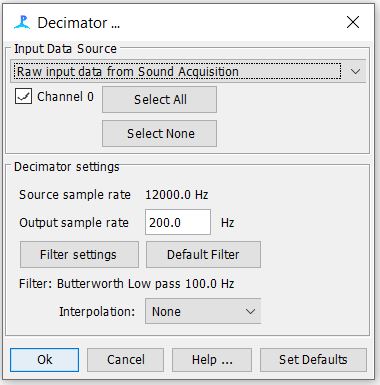 Decimator ...
Input Data Source
Raw input data from Sound Acquisition
Channel 0
Select All
Select None
Decimator settings
Source sample rate 12000.0 Hz
Output sample rate 200.0 Hz
Filter settings Default Filter
Filter: Butterworth Low pass 100.0 Hz
Interpolation: None
Ok Cancel Help ... Set Defaults